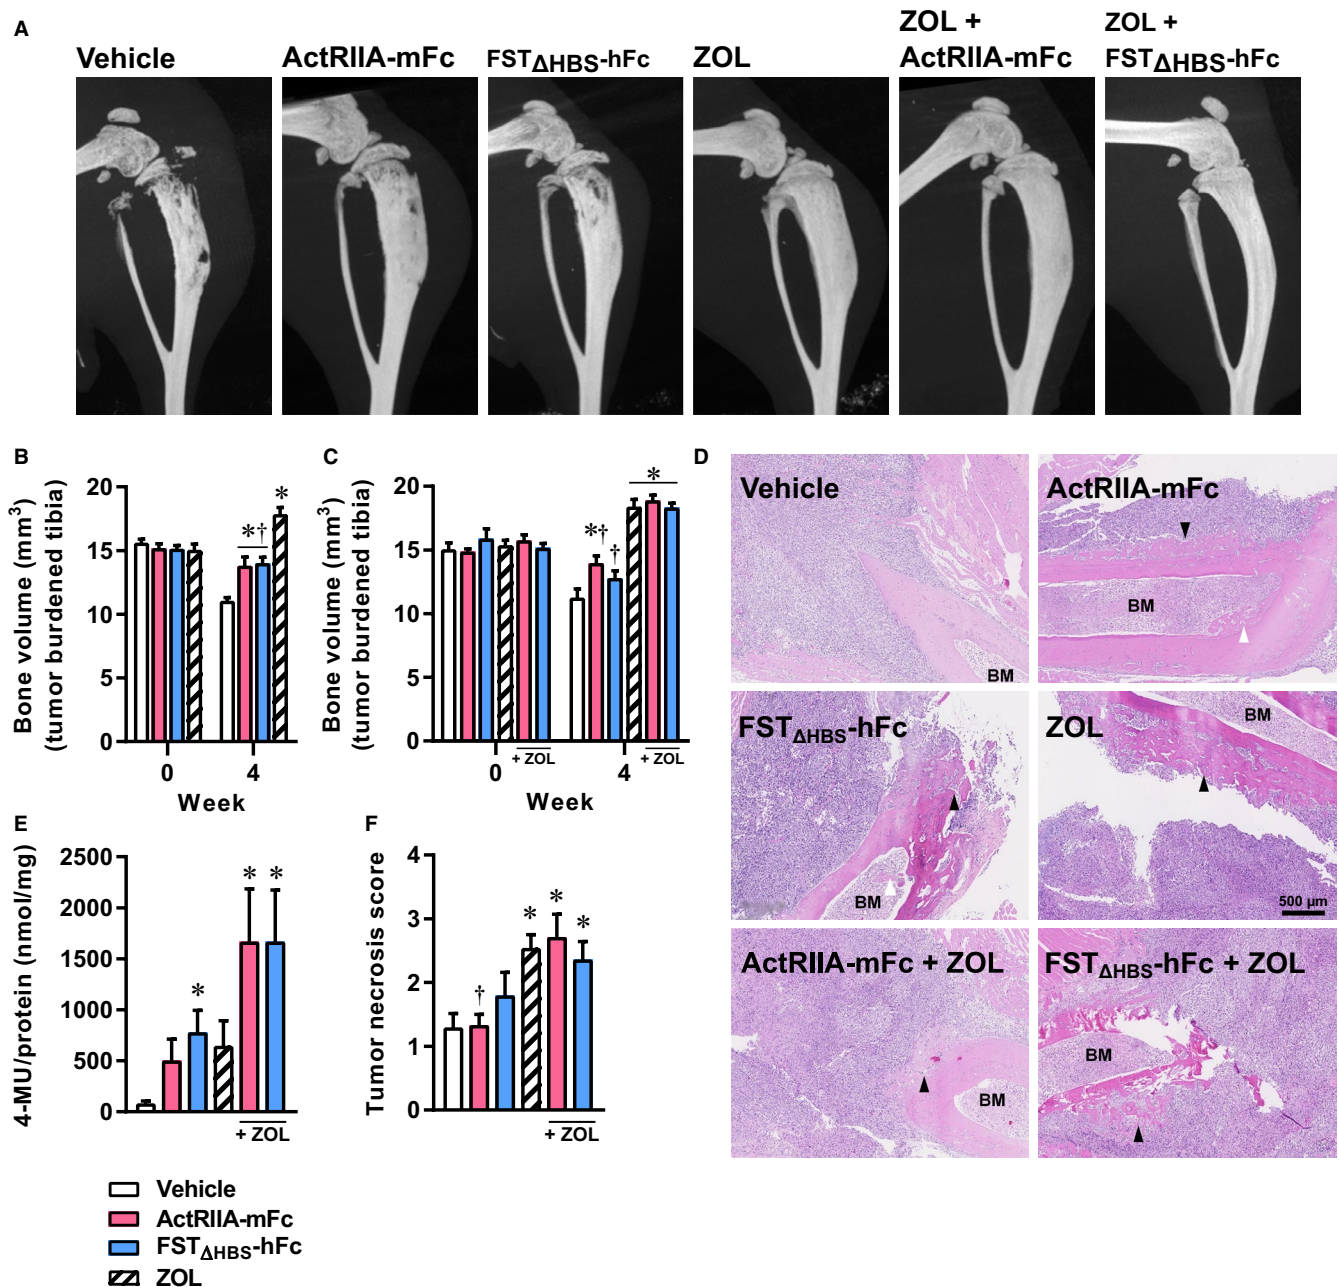 A
Vehicle
ActRIIA-mFc
FSTΔHBS-hFc
ZOL
ZOL +
ActRIIA-mFc
ZOL +
FSTΔHBS-hFc
B
Bone volume (mm³)
(tumor burdened tibia)
20
15
10
5
0
*†
*
0
4
Week
C
Bone volume (mm³)
(tumor burdened tibia)
20
15
10
5
0
*†
†
*
0
+ ZOL
4
+ ZOL
Week
D
Vehicle
BM
ActRIIA-mFc
BM
FSTΔHBS-hFc
BM
ZOL
BM
500 µm
ActRIIA-mFc + ZOL
BM
FSTΔHBS-hFc + ZOL
BM
E
4-MU/protein (nmol/mg)
2500
2000
1500
1000
500
0
*
*
*
+ ZOL
F
Tumor necrosis score
4
3
2
1
0
†
*
*
*
+ ZOL
Vehicle
ActRIIA-mFc
FSTΔHBS-hFc
ZOL